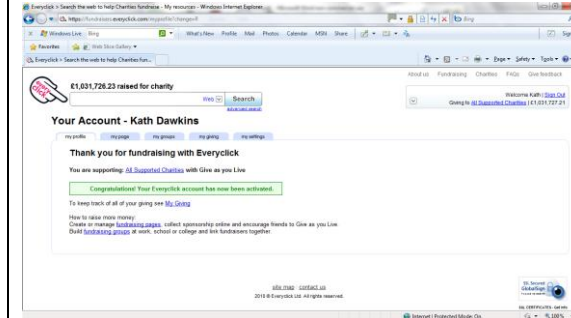 Everyclick > Search the web to help Charities fundraise - My resources - Windows Internet Explorer
Bing
Windows Live Bing What's New Profile Mail Photos Calendar MSN Share
Favorites Web Slice Gallery
Everyclick > Search the web to help Charities fun...
Page Safety Tools
About us Fundraising Charities FAQs Give feedback
every click
£1,031,726.23 raised for charity
Web Search
advanced search
Welcome Kath | Sign Out
Giving to All Supported Charities | £1,031,727.21
Your Account - Kath Dawkins
my profile my page my groups my giving my settings
Thank you for fundraising with Everyclick
You are supporting: All Supported Charities with Give as you Live
Congratulations! Your Everyclick account has now been activated.
To keep track of all of your giving see My Giving
How to raise more money:
Create or manage fundraising pages, collect sponsorship online and encourage friends to Give as you Live.
Build fundraising groups at work, school or college and link fundraisers together.
site map contact us
2010 © Everyclick Ltd. All rights reserved.
SSL Secured
GlobalSign
Internet | Protected Mode: On
100%